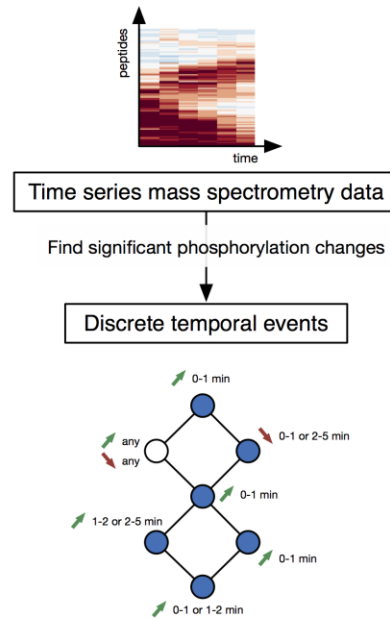 peptides
time
Time series mass spectrometry data
Find significant phosphorylation changes
Discrete temporal events
0-1 min
any
any
0-1 or 2-5 min
0-1 min
1-2 or 2-5 min
0-1 min
0-1 or 1-2 min